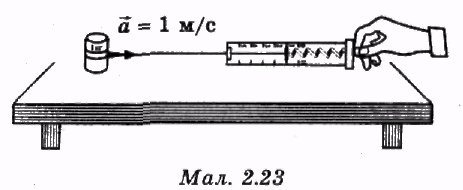 a⃗ = 1 м/с
Мал. 2.23